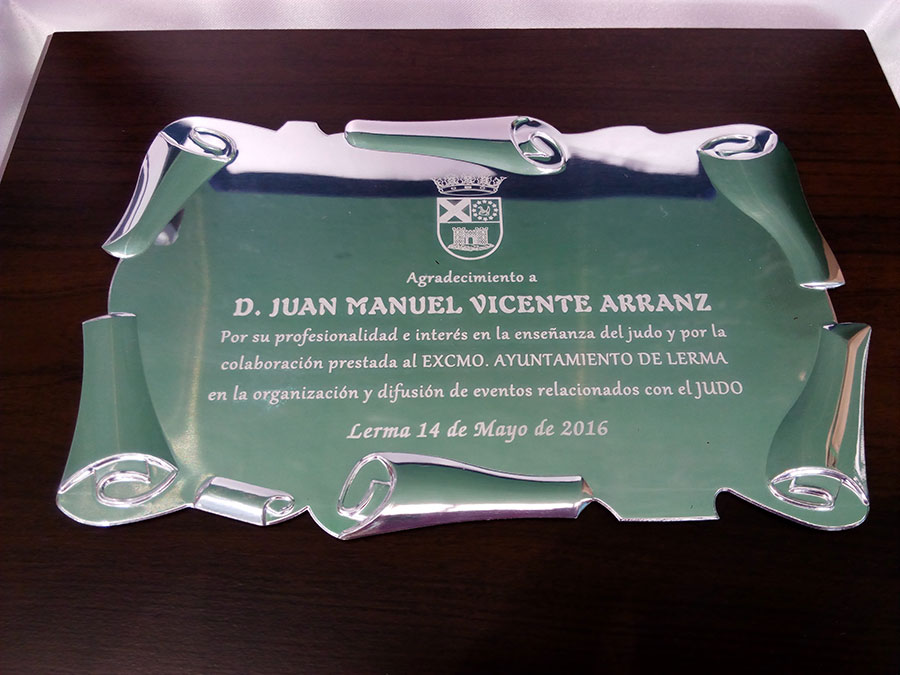 Agradecimiento a
D. JUAN MANUEL VICENTE ARRANZ
Por su profesionalidad e interés en la enseñanza del judo y por la
colaboración prestada al EXCMO. AYUNTAMIENTO DE LERMA
en la organización y difusión de eventos relacionados con el JUDO
Lerma 14 de Mayo de 2016